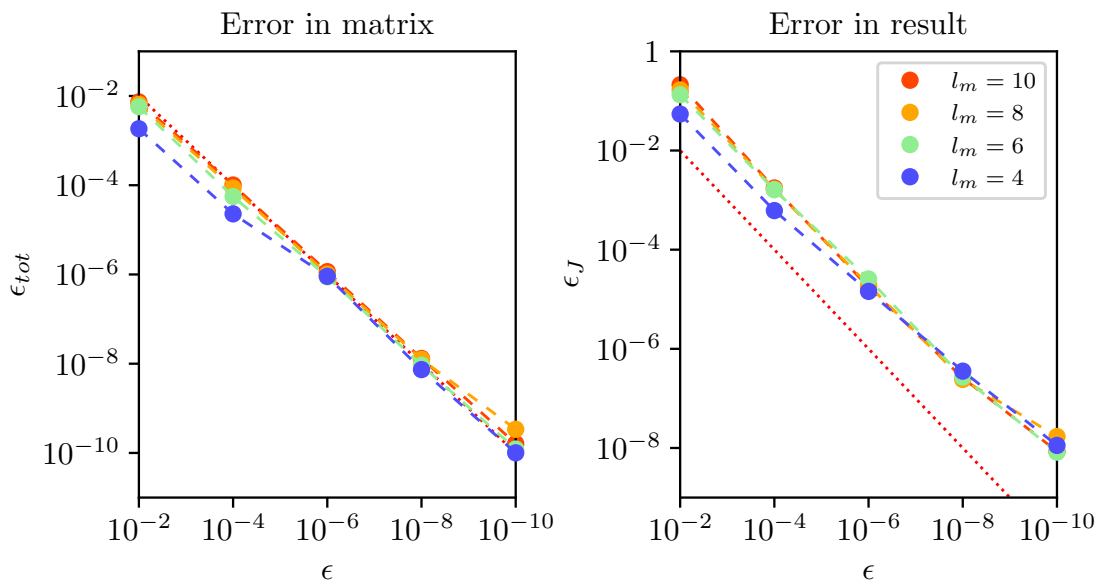 Error in matrix
10⁻²
10⁻⁴
10⁻⁶
10⁻⁸
10⁻¹⁰
ϵ_tot
10⁻² 10⁻⁴ 10⁻⁶ 10⁻⁸ 10⁻¹⁰
ϵ
Error in result
1
10⁻²
10⁻⁴
10⁻⁶
10⁻⁸
ϵ_J
l_m = 10
l_m = 8
l_m = 6
l_m = 4
10⁻² 10⁻⁴ 10⁻⁶ 10⁻⁸ 10⁻¹⁰
ϵ